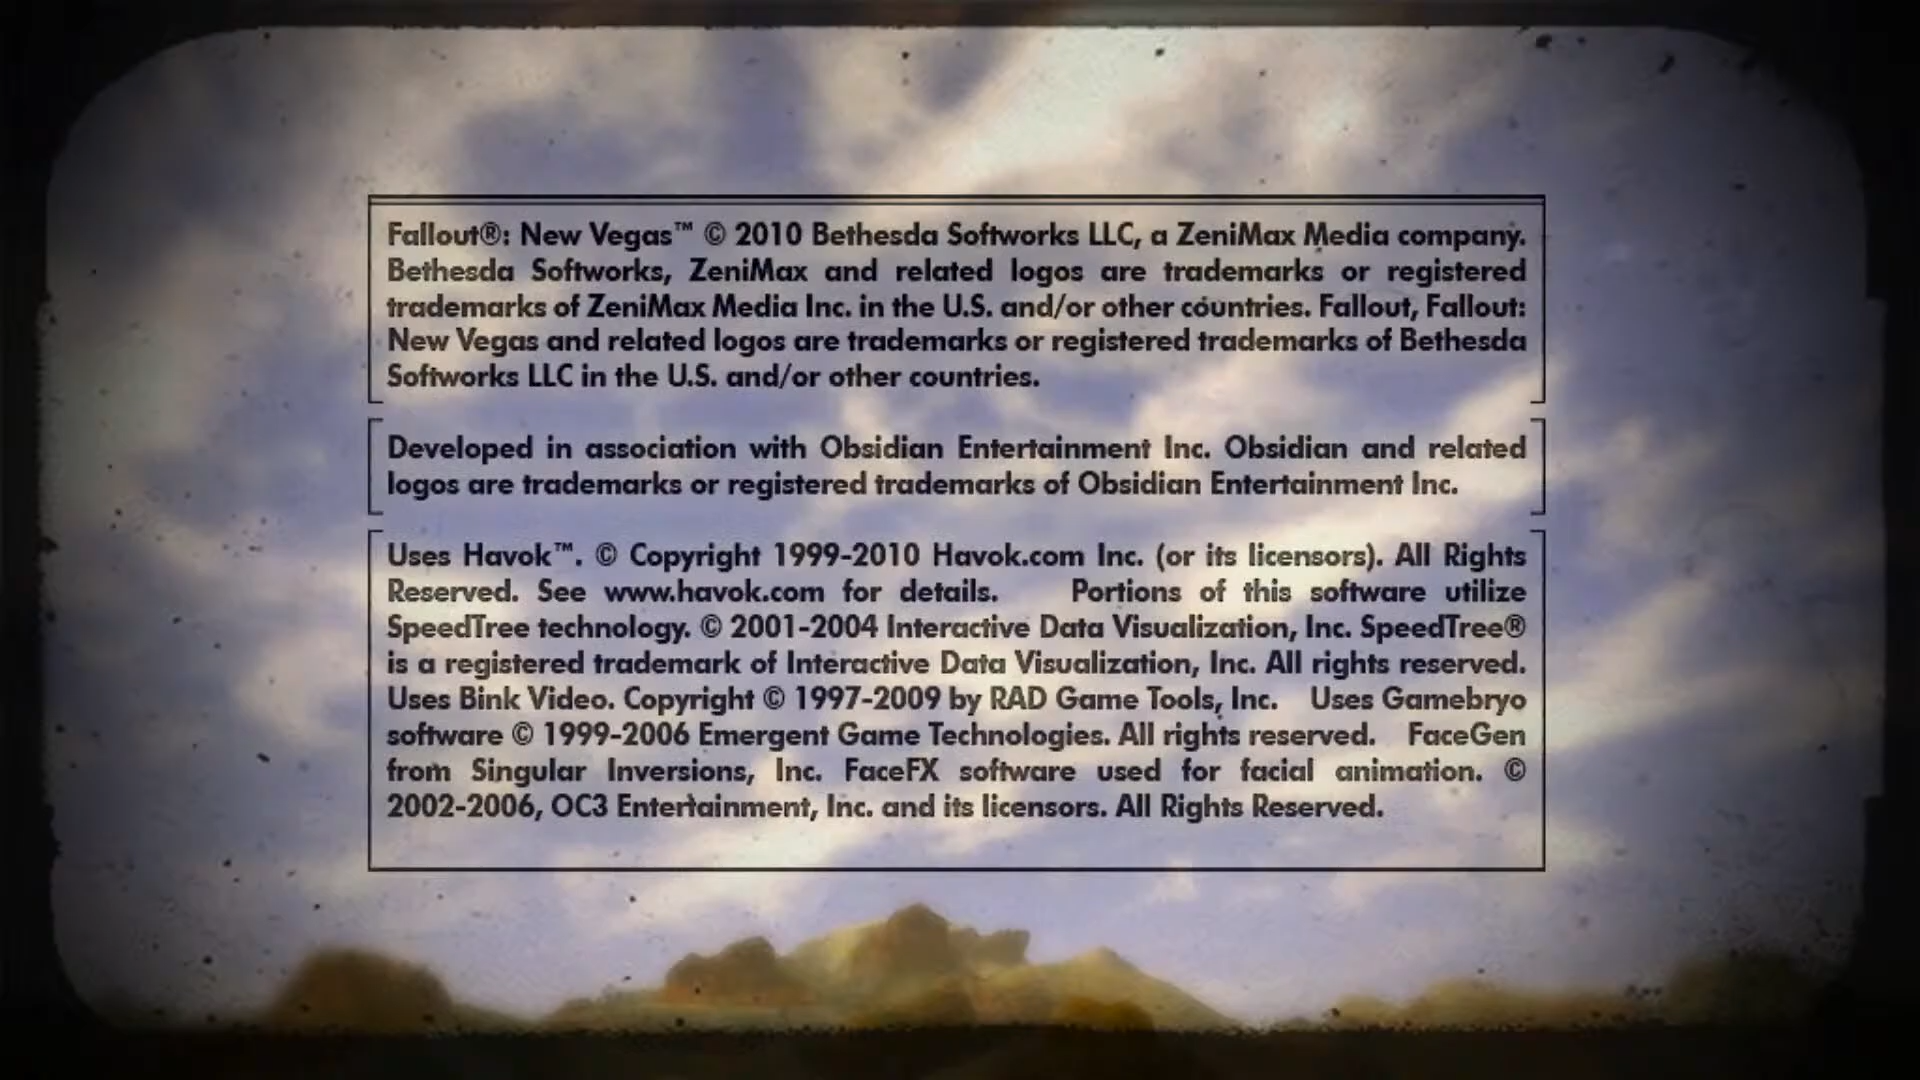 Fallout®: New Vegas™ © 2010 Bethesda Softworks LLC, a ZeniMax Media company.
Bethesda Softworks, ZeniMax and related logos are trademarks or registered
trademarks of ZeniMax Media Inc. in the U.S. and/or other countries. Fallout, Fallout:
New Vegas and related logos are trademarks or registered trademarks of Bethesda
Softworks LLC in the U.S. and/or other countries.
Developed in association with Obsidian Entertainment Inc. Obsidian and related
logos are trademarks or registered trademarks of Obsidian Entertainment Inc.
Uses Havok™. © Copyright 1999-2010 Havok.com Inc. (or its licensors). All Rights
Reserved. See www.havok.com for details. Portions of this software utilize
SpeedTree technology. © 2001-2004 Interactive Data Visualization, Inc. SpeedTree®
is a registered trademark of Interactive Data Visualization, Inc. All rights reserved.
Uses Bink Video. Copyright © 1997-2009 by RAD Game Tools, Inc. Uses Gamebryo
software © 1999-2006 Emergent Game Technologies. All rights reserved. FaceGen
from Singular Inversions, Inc. FaceFX software used for facial animation. ©
2002-2006, OC3 Entertainment, Inc. and its licensors. All Rights Reserved.